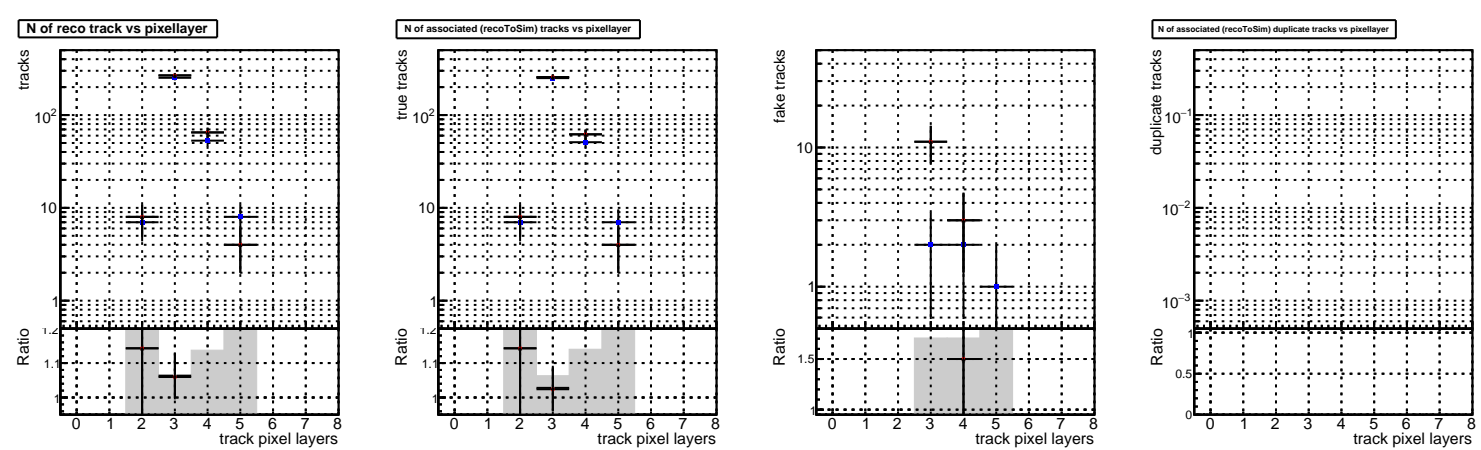 N of reco track vs pixellayer
tracks
10²
10
1
Ratio
1.2
1.1
1
0 1 2 3 4 5 6 7 8
track pixel layers
N of associated (recoToSim) tracks vs pixellayer
true tracks
10²
10
1
Ratio
1.2
1.1
1
0 1 2 3 4 5 6 7 8
track pixel layers
fake tracks
10
1
Ratio
1.5
1
0 1 2 3 4 5 6 7 8
track pixel layers
N of associated (recoToSim) duplicate tracks vs pixellayer
duplicate tracks
10⁻¹
10⁻²
10⁻³
Ratio
1
0.5
0
0 1 2 3 4 5 6 7 8
track pixel layers